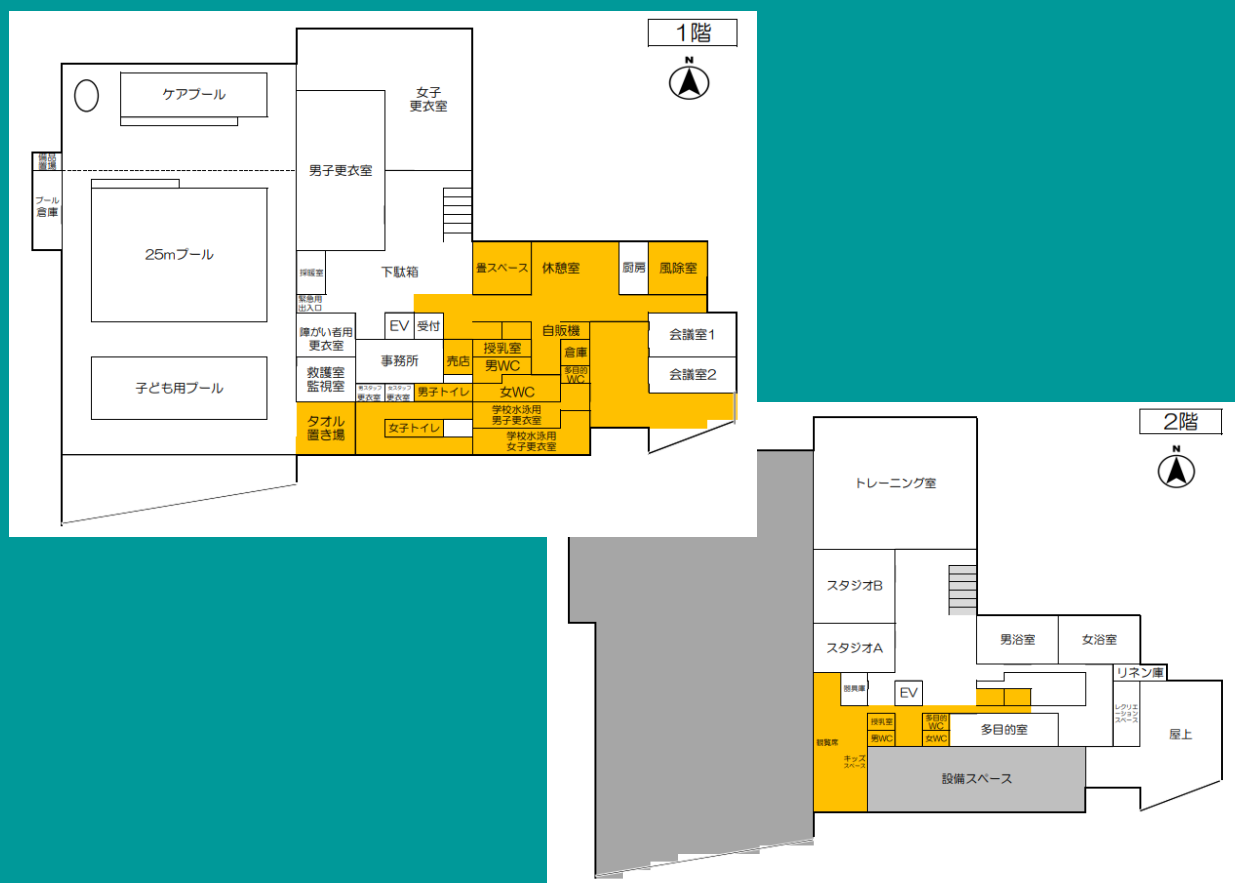 1階
N
ケアプール
女子
更衣室
備品
置場
男子更衣室
プール
倉庫
25mプール
採暖室
下駄箱
畳スペース
休憩室
厨房
風除室
緊急用
出入口
障がい者用
更衣室
EV
受付
自販機
会議室1
事務所
売店
授乳室
倉庫
男WC
多目的
WC
会議室2
子ども用プール
救護室
監視室
男スタッフ
更衣室
女スタッフ
更衣室
男子トイレ
女WC
タオル
置き場
女子トイレ
学校水泳用
男子更衣室
学校水泳用
女子更衣室
2階
N
トレーニング室
スタジオB
スタジオA
男浴室
女浴室
リネン庫
器具庫
EV
レクリエ
ーション
スペース
授乳室
多目的
WC
多目的室
屋上
観覧席
男WC
女WC
キッズ
スペース
設備スペース